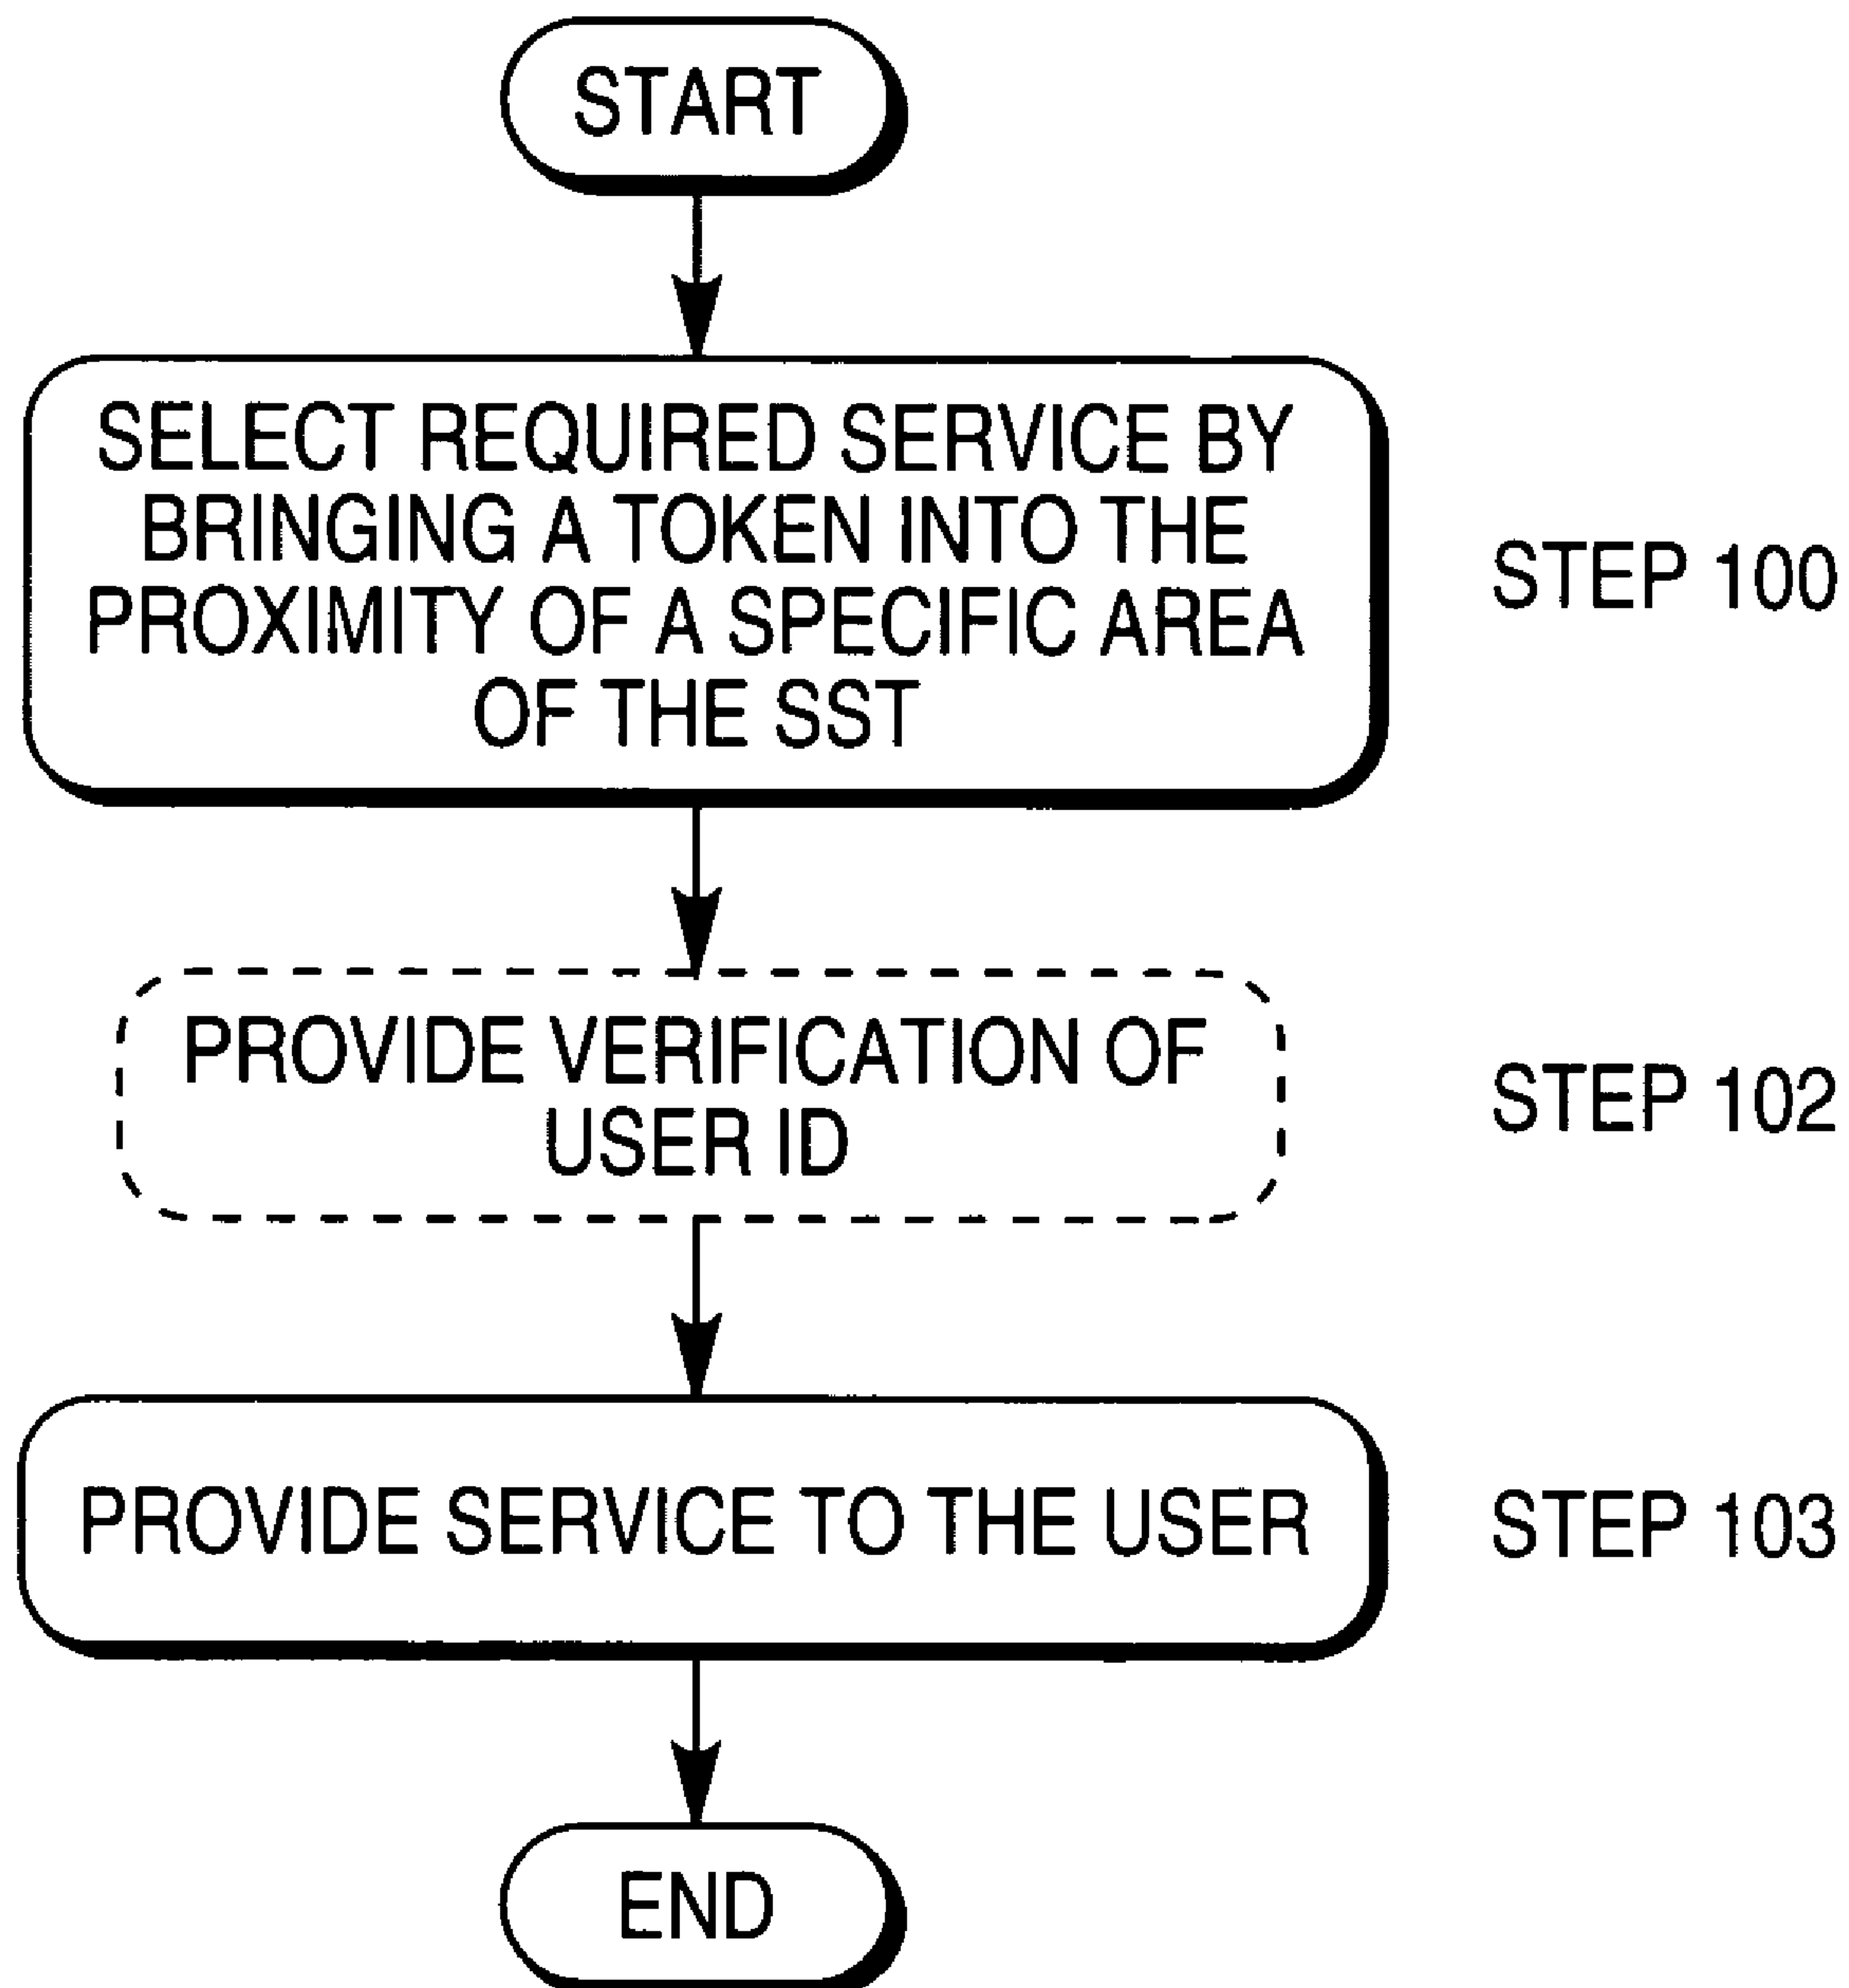 START
SELECT REQUIRED SERVICE BY
BRINGING A TOKEN INTO THE
PROXIMITY OF A SPECIFIC AREA
OF THE SST
STEP 100
PROVIDE VERIFICATION OF
USER ID
STEP 102
PROVIDE SERVICE TO THE USER
STEP 103
END